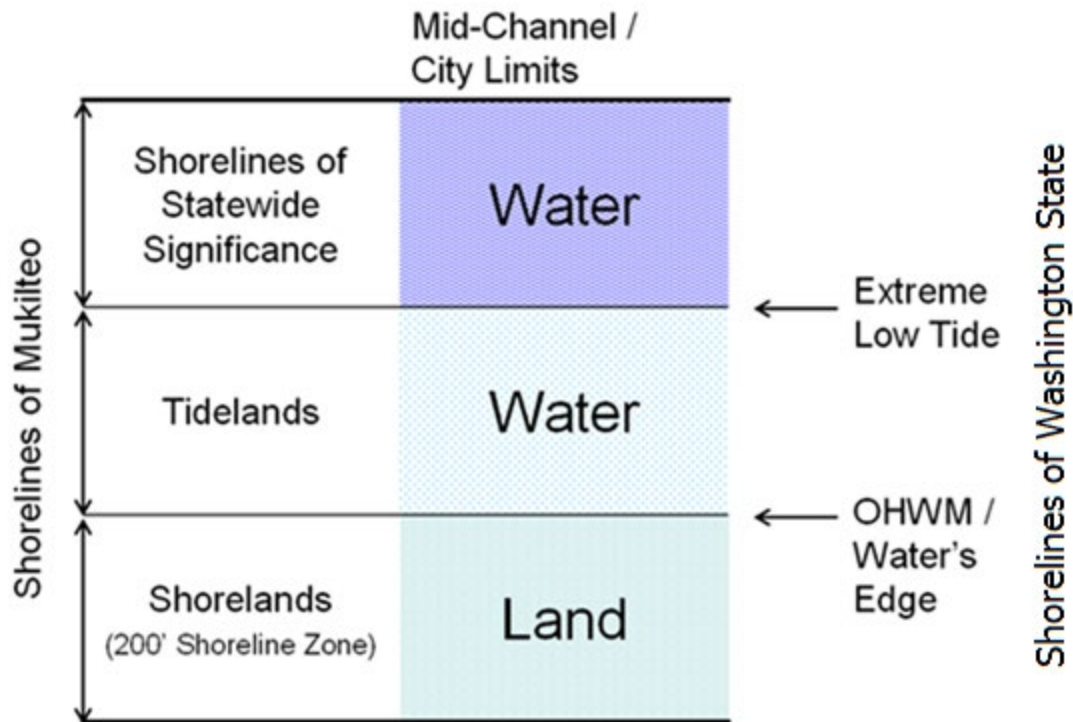 Mid-Channel /
City Limits
Shorelines of Mukilteo
Shorelines of
Statewide
Significance
Water
Extreme
Low Tide
Tidelands
Water
OHWM /
Water's
Edge
Shorelands
(200' Shoreline Zone)
Land
Shorelines of Washington State